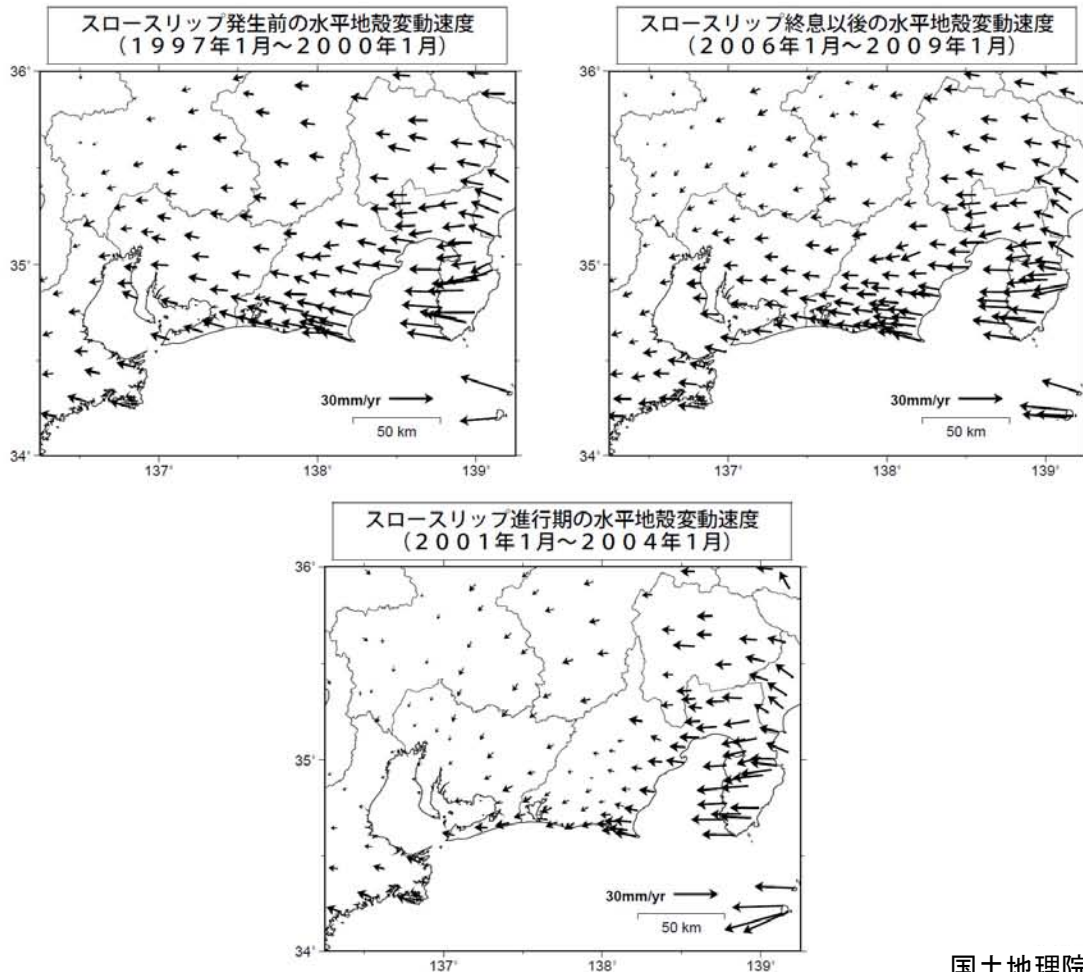 スロースリップ発生前の水平地殻変動速度
（１９９７年１月～２０００年１月）
36˚
35˚
34˚
137˚
138˚
139˚
30mm/yr
50 km
スロースリップ終息以後の水平地殻変動速度
（２００６年１月～２００９年１月）
36˚
35˚
34˚
137˚
138˚
139˚
30mm/yr
50 km
スロースリップ進行期の水平地殻変動速度
（２００１年１月～２００４年１月）
36˚
35˚
34˚
137˚
138˚
139˚
30mm/yr
50 km
国土地理院